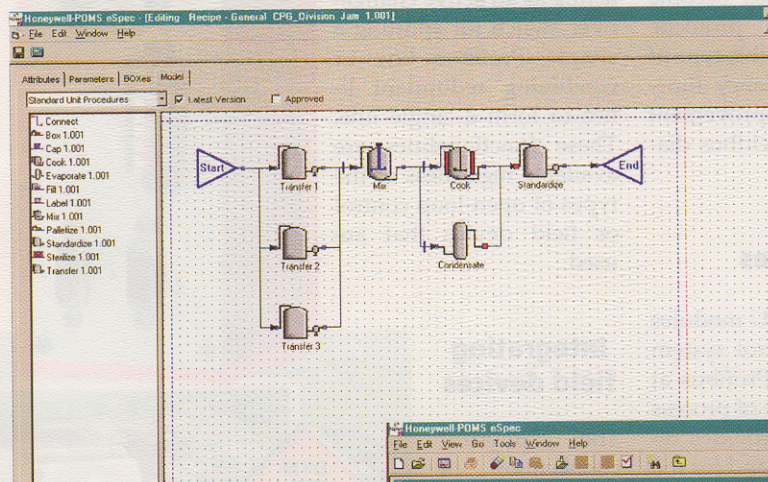 Honeywell-POMS eSpec - [Editing Recipe - General CPG_Division Jam 1.001]
File Edit Window Help
Attributes Parameters BOXes Model
Standard Unit Procedures Latest Version Approved
Connect
Box 1.001
Cap 1.001
Cook 1.001
Evaporate 1.001
Fill 1.001
Label 1.001
Mix 1.001
Palletize 1.001
Standardize 1.001
Sterilize 1.001
Transfer 1.001
Start
Transfer 1
Mix
Cook
Standardize
End
Transfer 2
Condensate
Transfer 3
Honeywell-POMS eSpec
File Edit View Go Tools Window Help